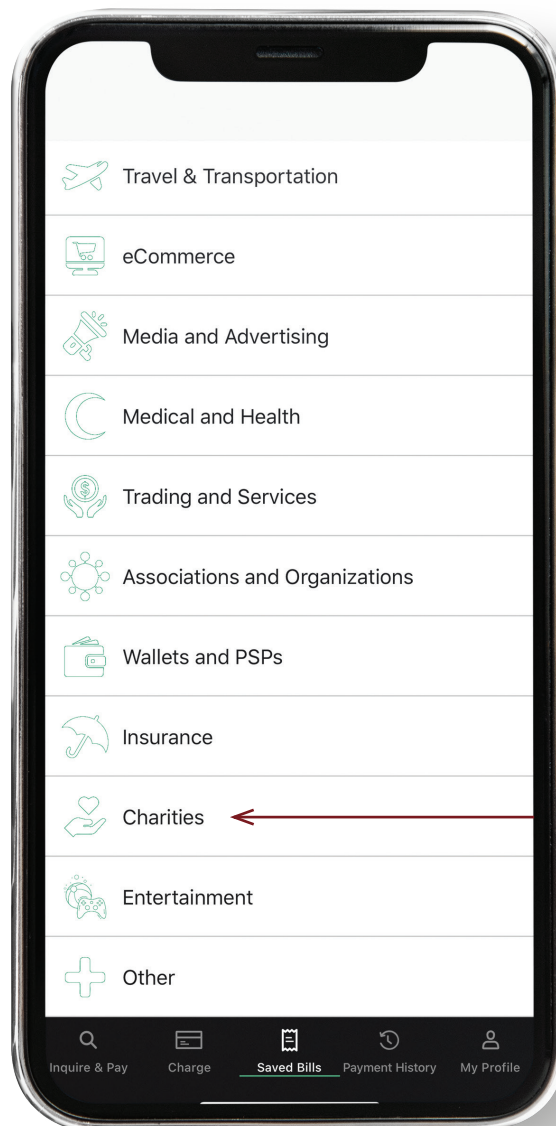 Travel & Transportation
eCommerce
Media and Advertising
Medical and Health
Trading and Services
Associations and Organizations
Wallets and PSPs
Insurance
Charities
Entertainment
Other
Inquire & Pay Charge Saved Bills Payment History My Profile